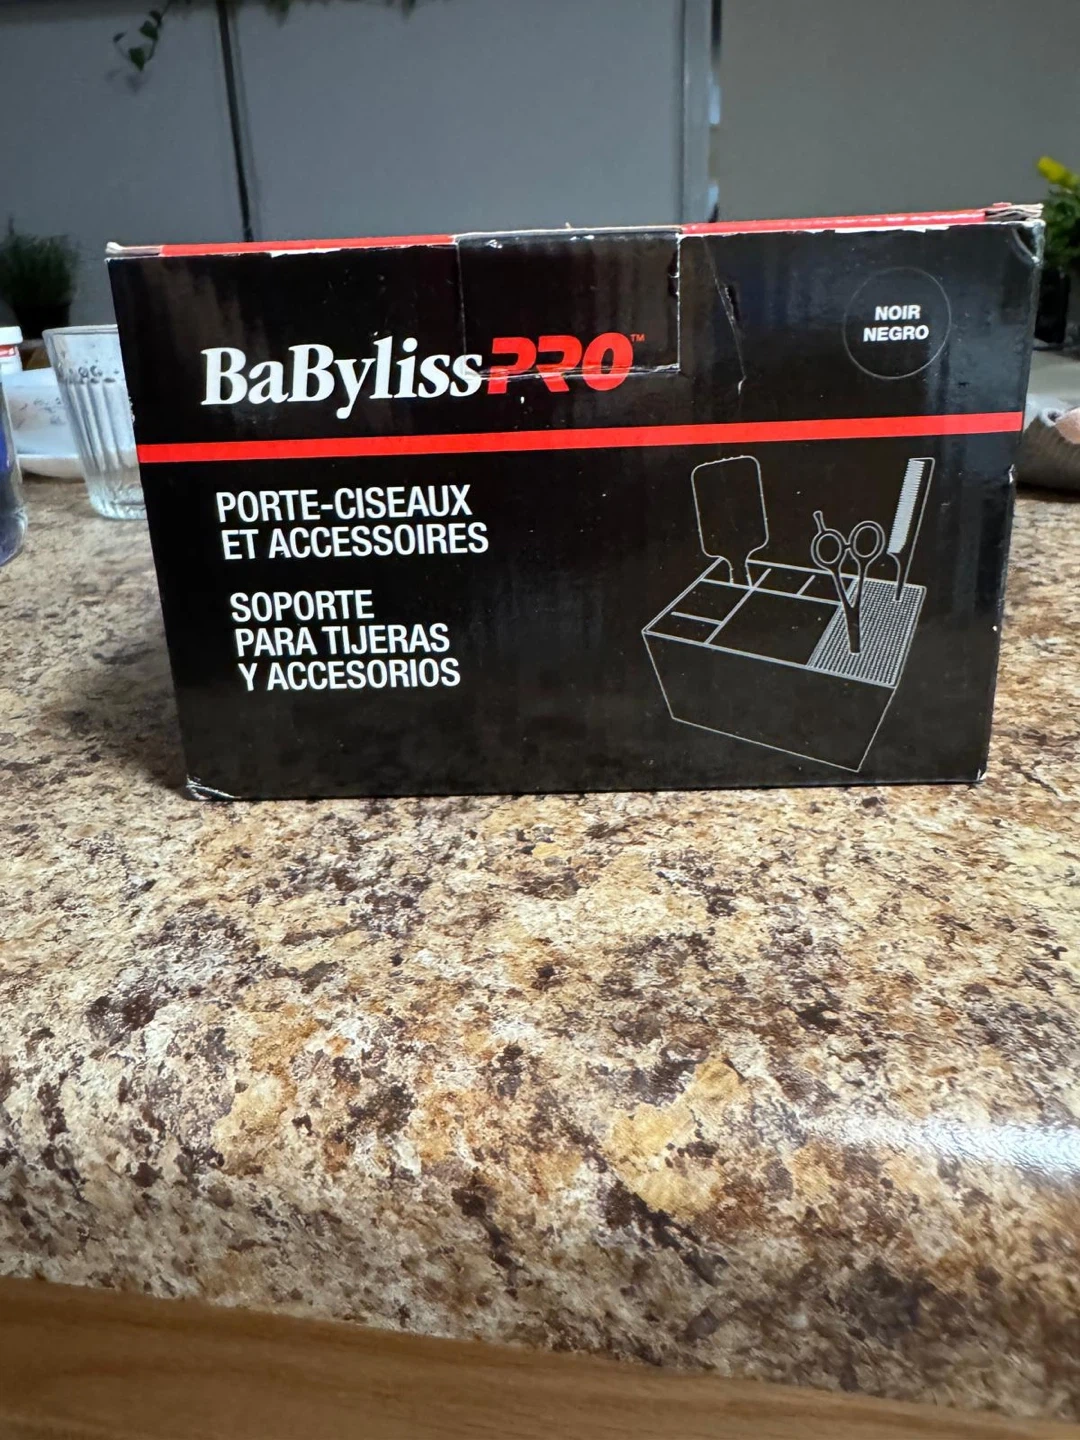 BaBylissPRO™
NOIR
NEGRO
PORTE-CISEAUX
ET ACCESSOIRES
SOPORTE
PARA TIJERAS
Y ACCESORIOS